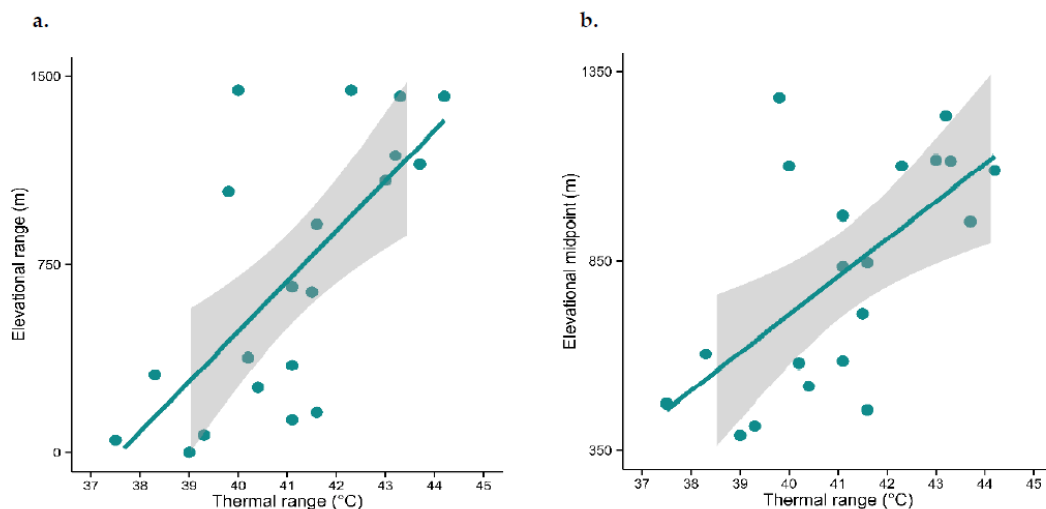 a.
1500
750
0
Elevational range (m)
37 38 39 40 41 42 43 44 45
Thermal range (°C)
b.
1350
850
350
Elevational midpoint (m)
37 38 39 40 41 42 43 44 45
Thermal range (°C)